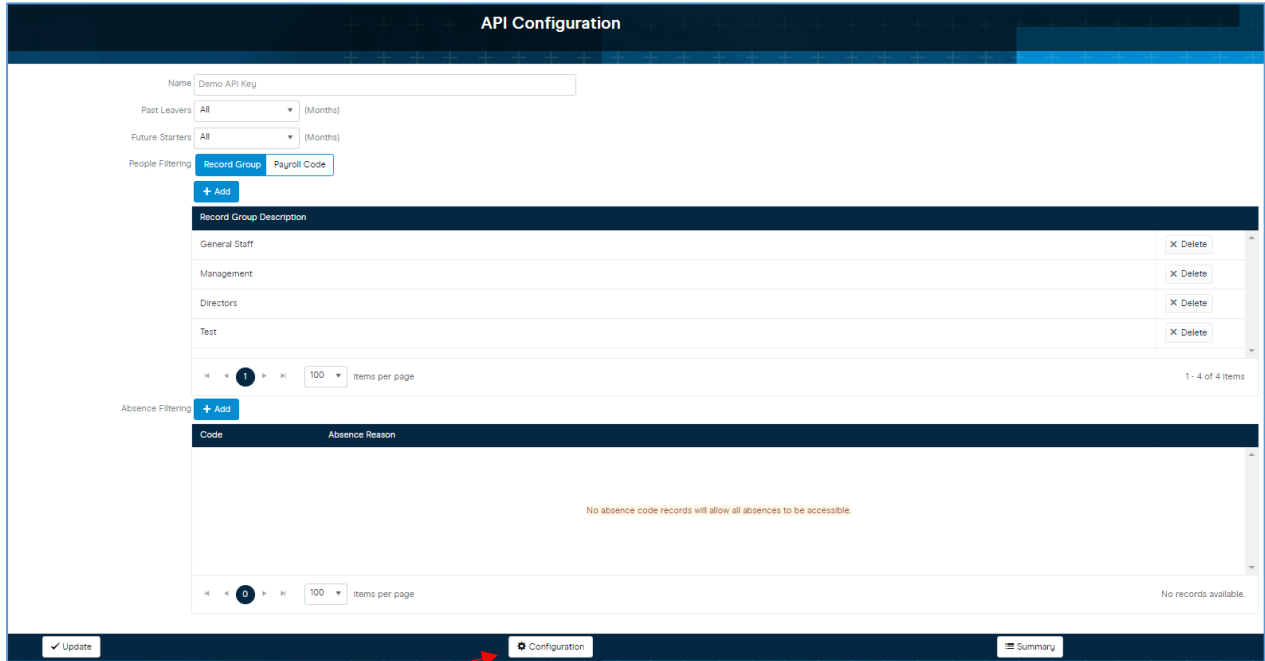 API Configuration
Name Demo API Key
Past Leavers All (Months)
Future Starters All (Months)
People Filtering Record Group Payroll Code
+ Add
Record Group Description
General Staff × Delete
Management × Delete
Directors × Delete
Test × Delete
1 100 items per page 1 - 4 of 4 items
Absence Filtering + Add
Code Absence Reason
No absence code records will allow all absences to be accessible.
0 100 items per page No records available.
Update Configuration Summary